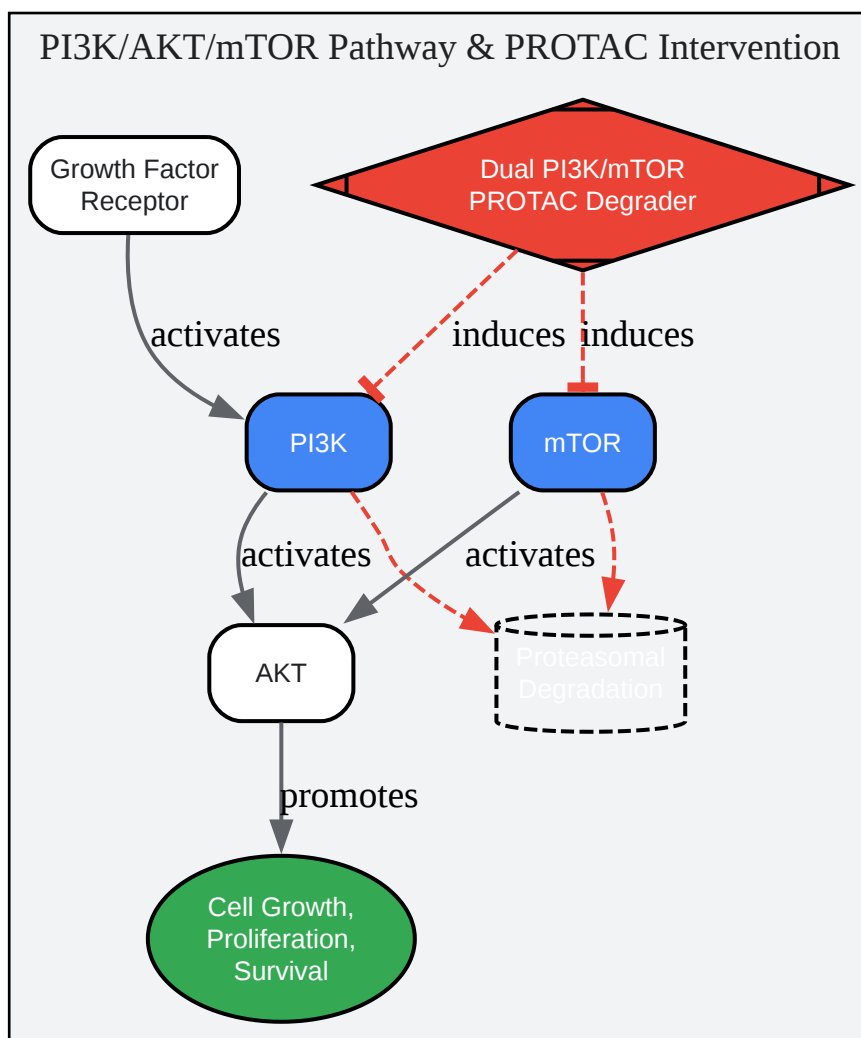 PI3K/AKT/mTOR Pathway & PROTAC Intervention
Growth Factor
Receptor
Dual PI3K/mTOR
PROTAC Degrader
activates
induces
induces
PI3K
mTOR
activates
activates
AKT
Proteasomal
Degradation
promotes
Cell Growth,
Proliferation,
Survival